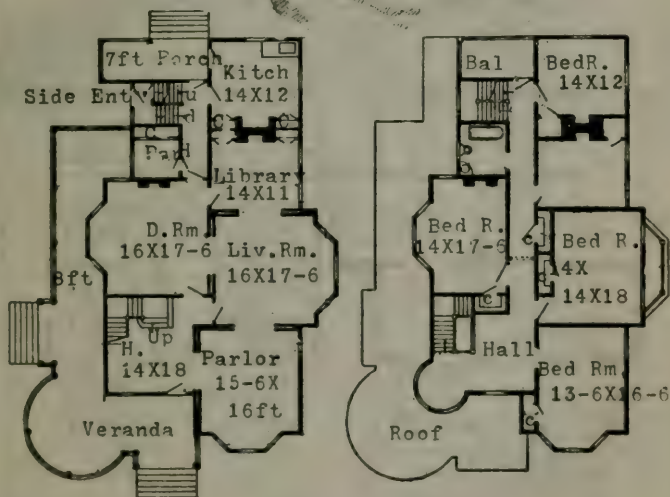 7ft Porch
Kitch
14X12
Side Ent
u
d
C
C
C
Pan
H
Library
14X11
D.Rm.
16X17-6
Liv.Rm.
16X17-6
8ft
Up
H.
14X18
Parlor
15-6X
16ft
Veranda
Bal
BedR.
14X12
Bed R.
14X17-6
C
C
C
Bed R.
14X
14X18
Hall
Bed Rm
13-6X16-6
C
Roof